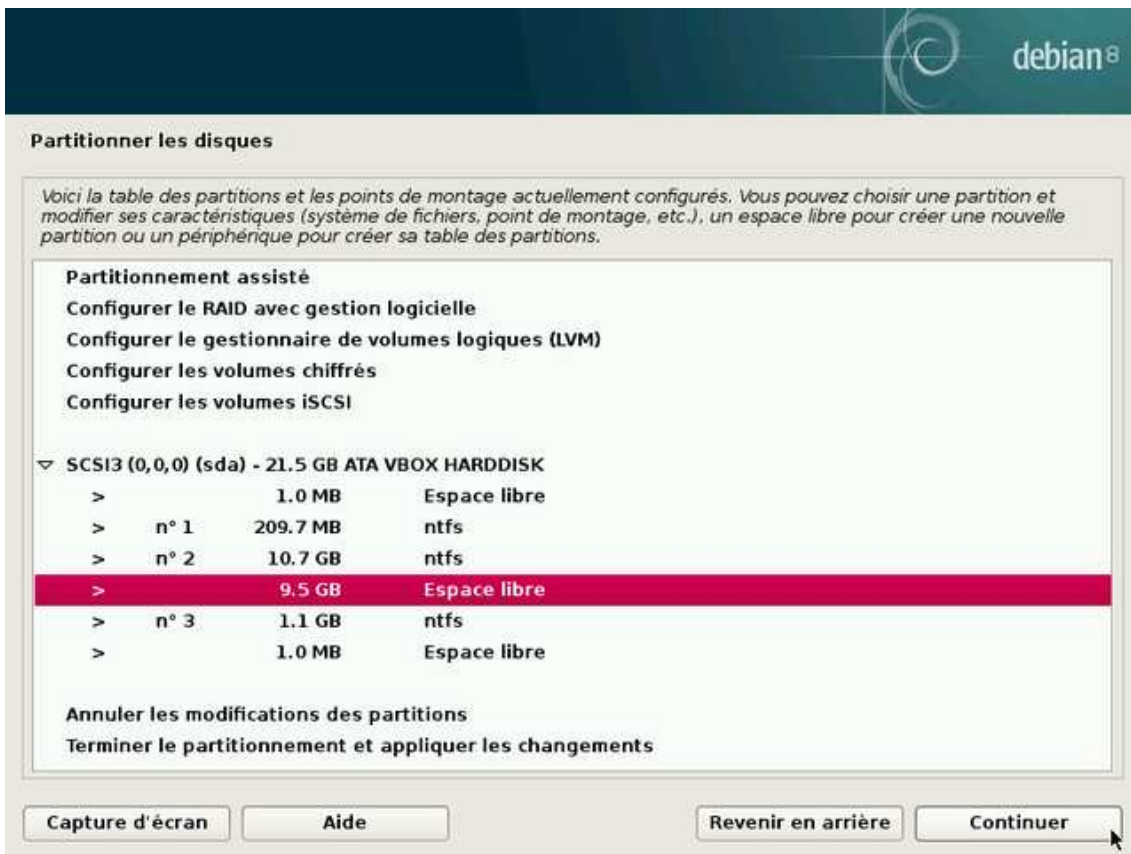 debian 8
Partitionner les disques
Voici la table des partitions et les points de montage actuellement configurés. Vous pouvez choisir une partition et
modifier ses caractéristiques (système de fichiers, point de montage, etc.), un espace libre pour créer une nouvelle
partition ou un périphérique pour créer sa table des partitions.
Partitionnement assisté
Configurer le RAID avec gestion logicielle
Configurer le gestionnaire de volumes logiques (LVM)
Configurer les volumes chiffrés
Configurer les volumes iSCSI
SCSI3 (0,0,0) (sda) - 21.5 GB ATA VBOX HARDDISK
> 1.0 MB Espace libre
> n° 1 209.7 MB ntfs
> n° 2 10.7 GB ntfs
> 9.5 GB Espace libre
> n° 3 1.1 GB ntfs
> 1.0 MB Espace libre
Annuler les modifications des partitions
Terminer le partitionnement et appliquer les changements
Capture d'écran Aide Revenir en arrière Continuer